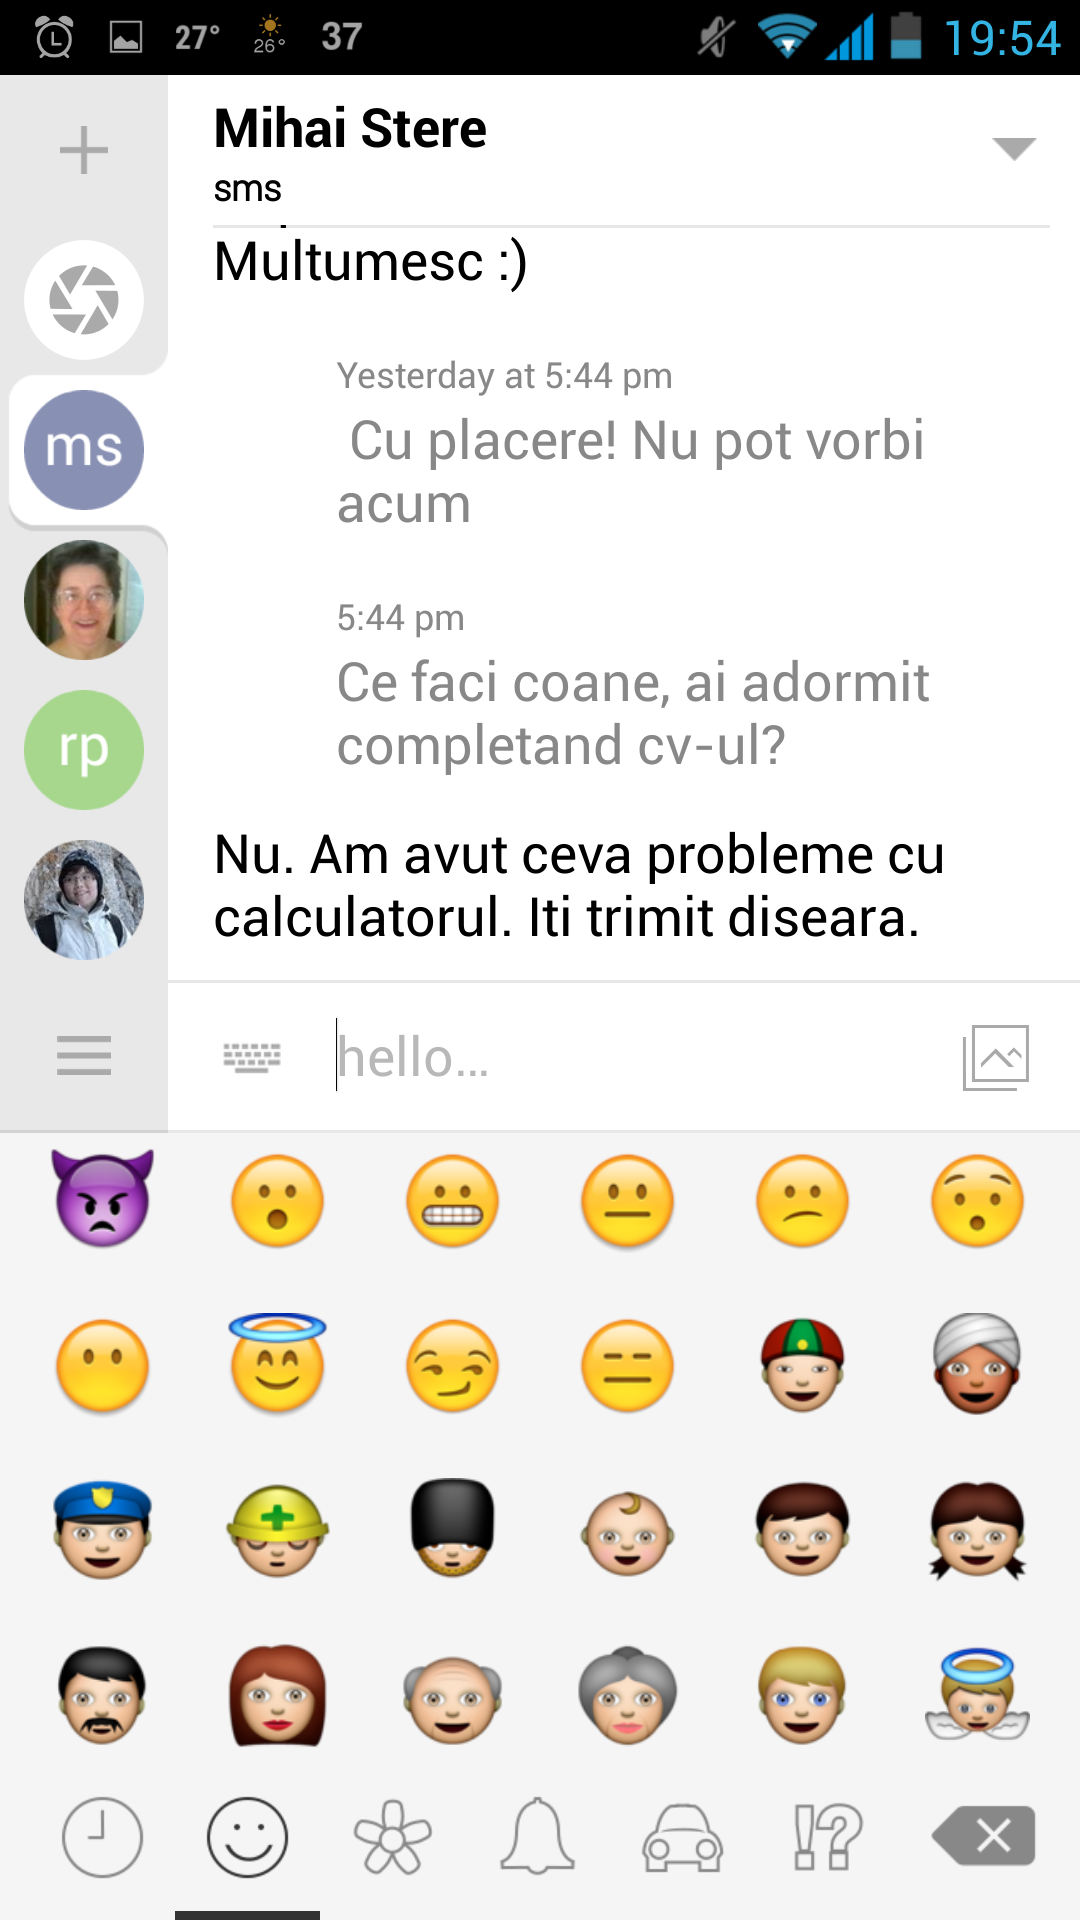 27° 26° 37 19:54
Mihai Stere
sms
Multumesc :)
Yesterday at 5:44 pm
Cu placere! Nu pot vorbi
acum
ms
5:44 pm
Ce faci coane, ai adormit
completand cv-ul?
rp
Nu. Am avut ceva probleme cu
calculatorul. Iti trimit diseara.
hello...
!?